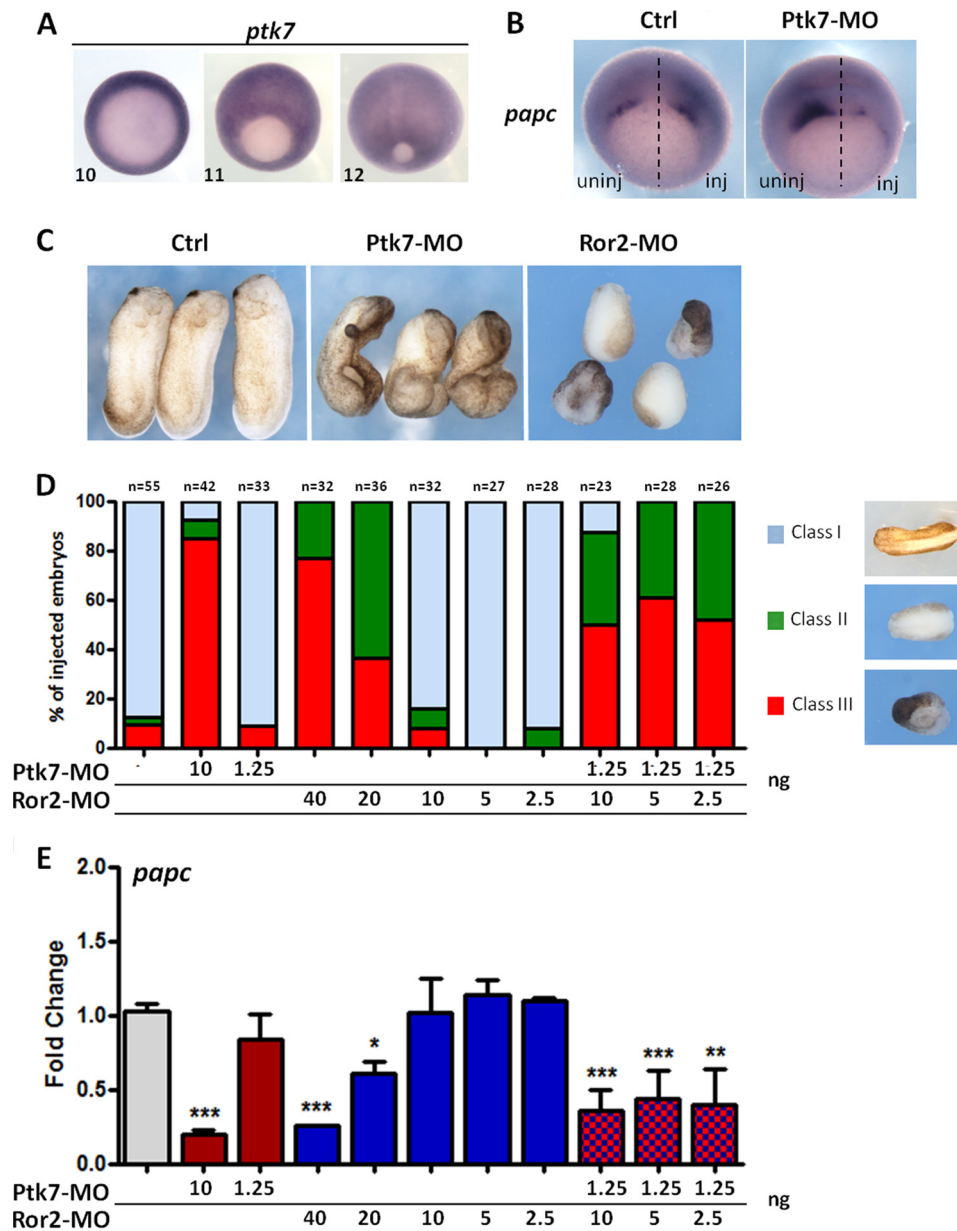 A
ptk7
10 11 12
B
Ctrl Ptk7-MO
papc
uninj inj uninj inj
C
Ctrl Ptk7-MO Ror2-MO
D
n=55 n=42 n=33 n=32 n=36 n=32 n=27 n=28 n=23 n=28 n=26
% of injected embryos
100
80
60
40
20
0
Class I
Class II
Class III
Ptk7-MO - 10 1.25 1.25 1.25 1.25 ng
Ror2-MO 40 20 10 5 2.5 10 5 2.5
E
papc
Fold Change
2.0
1.5
1.0
0.5
0.0
*** *** * *** *** **
Ptk7-MO 10 1.25 1.25 1.25 1.25 ng
Ror2-MO 40 20 10 5 2.5 10 5 2.5